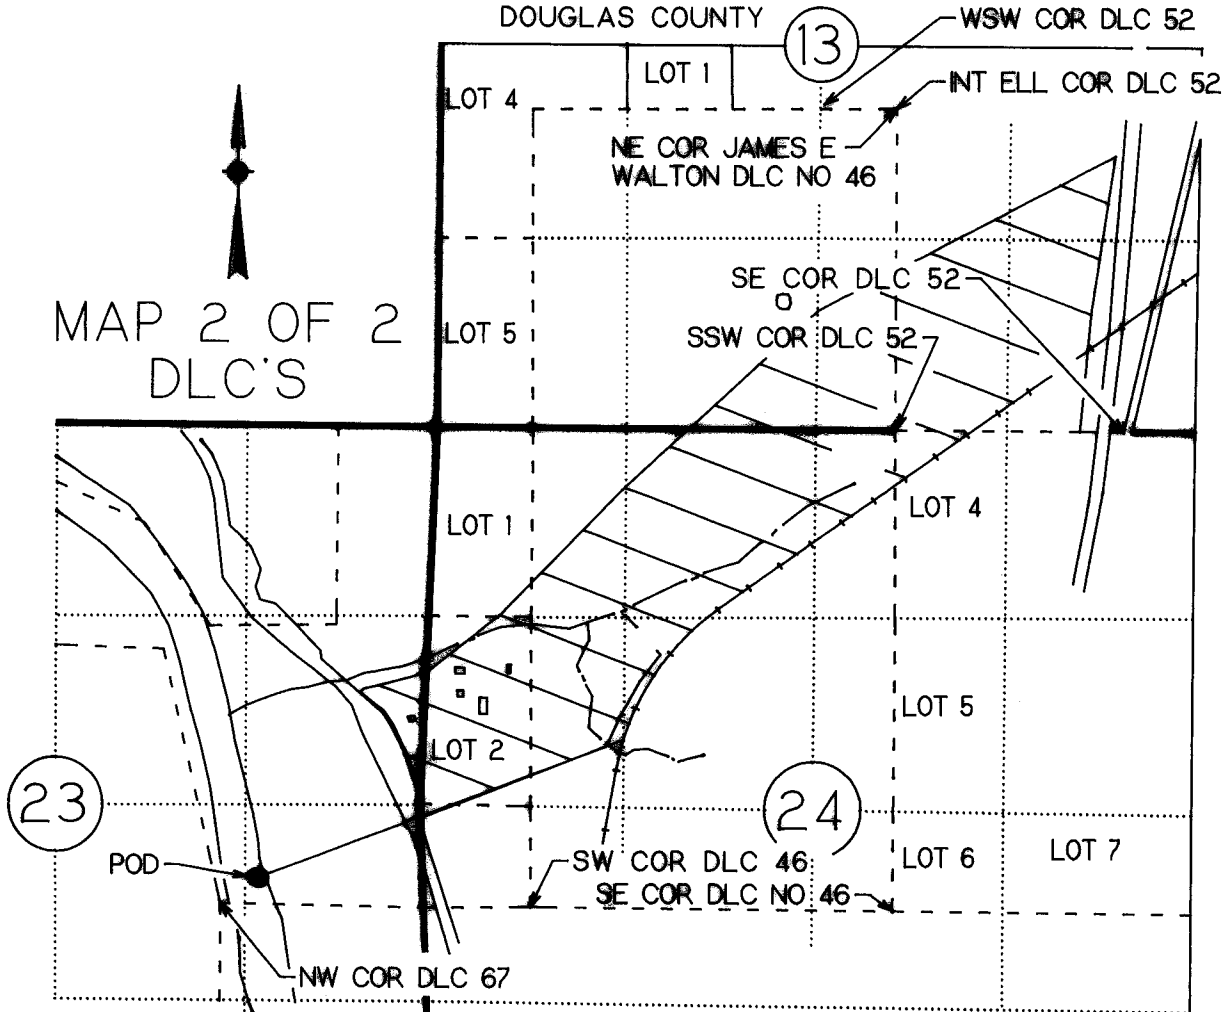 DOUGLAS COUNTY
13
WSW COR DLC 52
LOT 1
INT ELL COR DLC 52
LOT 4
NE COR JAMES E
WALTON DLC NO 46
SE COR DLC 52
MAP 2 OF 2
DLC'S
LOT 5
SSW COR DLC 52
LOT 1
LOT 4
LOT 5
LOT 2
23
24
POD
SW COR DLC 46
LOT 6
LOT 7
SE COR DLC NO 46
NW COR DLC 67